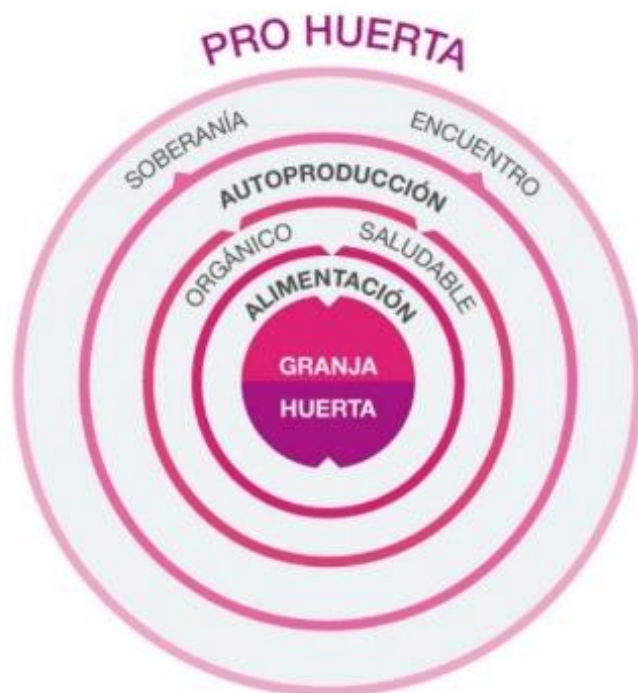 PRO HUERTA
SOBERANÍA
ENCUENTRO
AUTOPRODUCCIÓN
ORGÁNICO
SALUDABLE
ALIMENTACIÓN
GRANJA
HUERTA